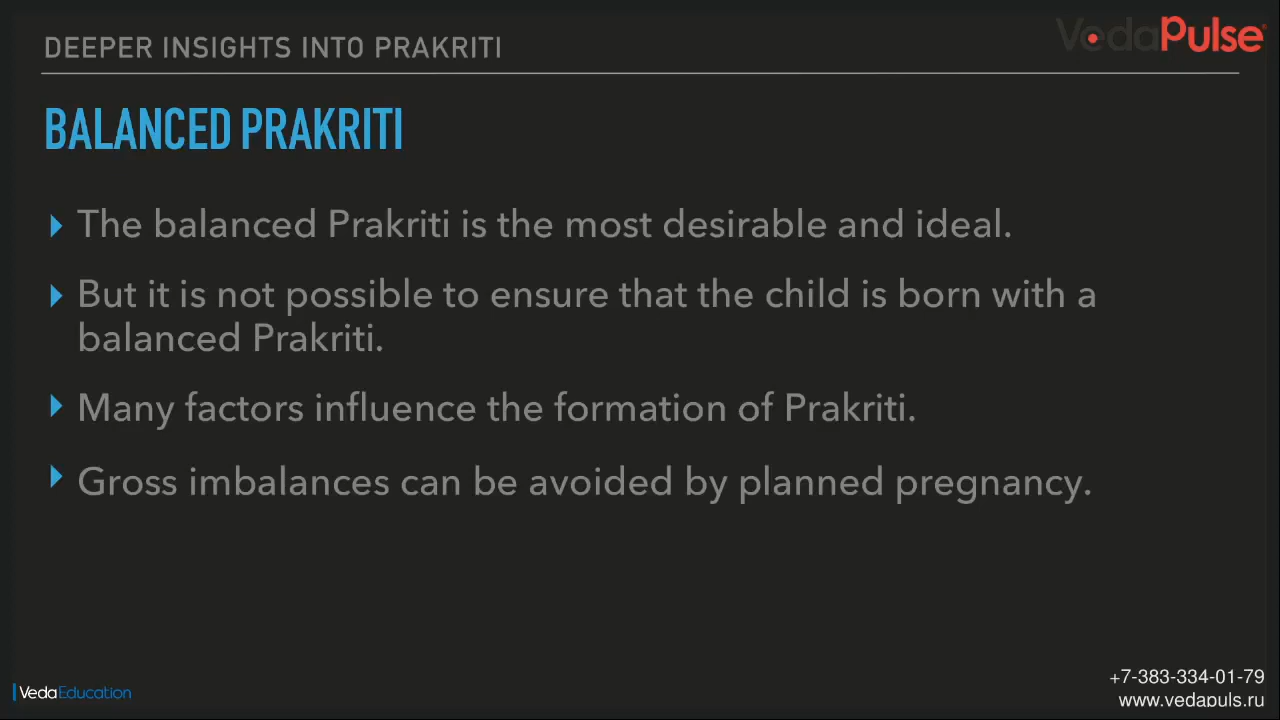 DEEPER INSIGHTS INTO PRAKRITI
VedaPulse®
BALANCED PRAKRITI
The balanced Prakriti is the most desirable and ideal.
But it is not possible to ensure that the child is born with a
balanced Prakriti.
Many factors influence the formation of Prakriti.
Gross imbalances can be avoided by planned pregnancy.
VedaEducation
+7-383-334-01-79
www.vedapuls.ru